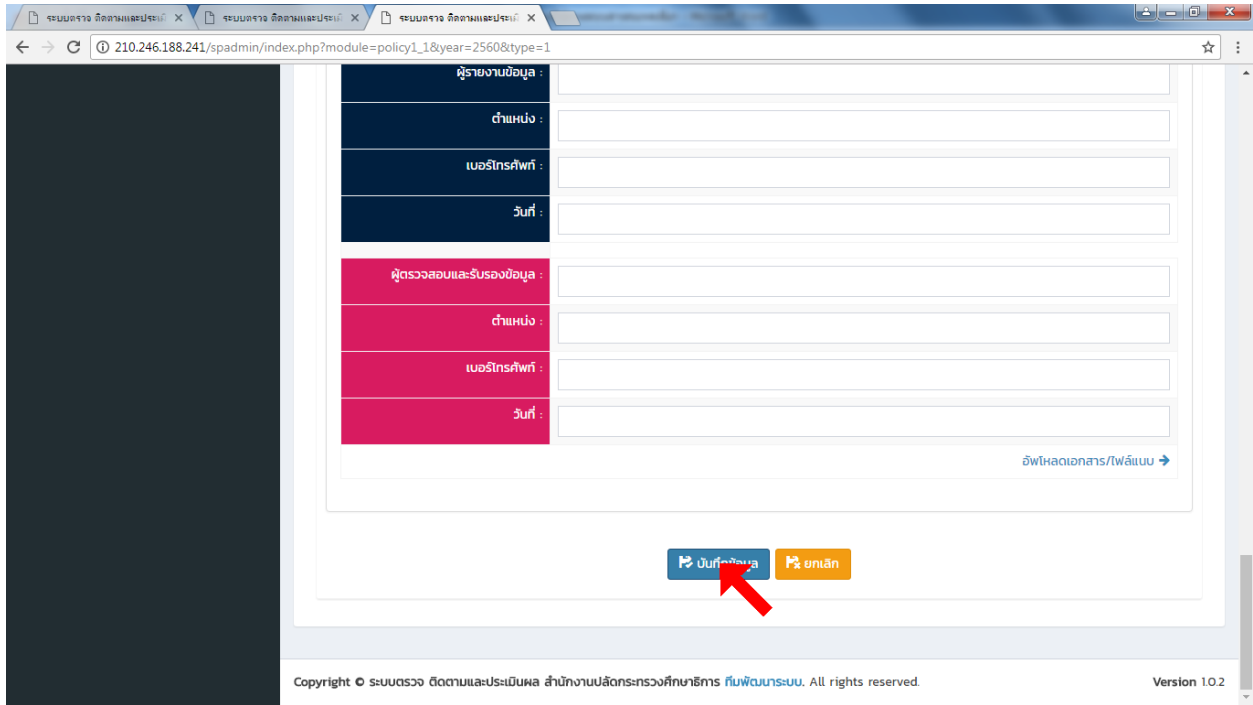 ระบบตรวจ ติดตามและประเมิ
ระบบตรวจ ติดตามและประเมิ
ระบบตรวจ ติดตามและประเมิ
210.246.188.241/spadmin/index.php?module=policy1_1&year=2560&type=1
ผู้รายงานข้อมูล :
ตำแหน่ง :
เบอร์โทรศัพท์ :
วันที่ :
ผู้ตรวจสอบและรับรองข้อมูล :
ตำแหน่ง :
เบอร์โทรศัพท์ :
วันที่ :
อัพโหลดเอกสาร/ไฟล์แนบ
บันทึกข้อมูล ยกเลิก
Copyright © ระบบตรวจ ติดตามและประเมินผล สำนักงานปลัดกระทรวงศึกษาธิการ ทีมพัฒนาระบบ. All rights reserved. Version 1.0.2